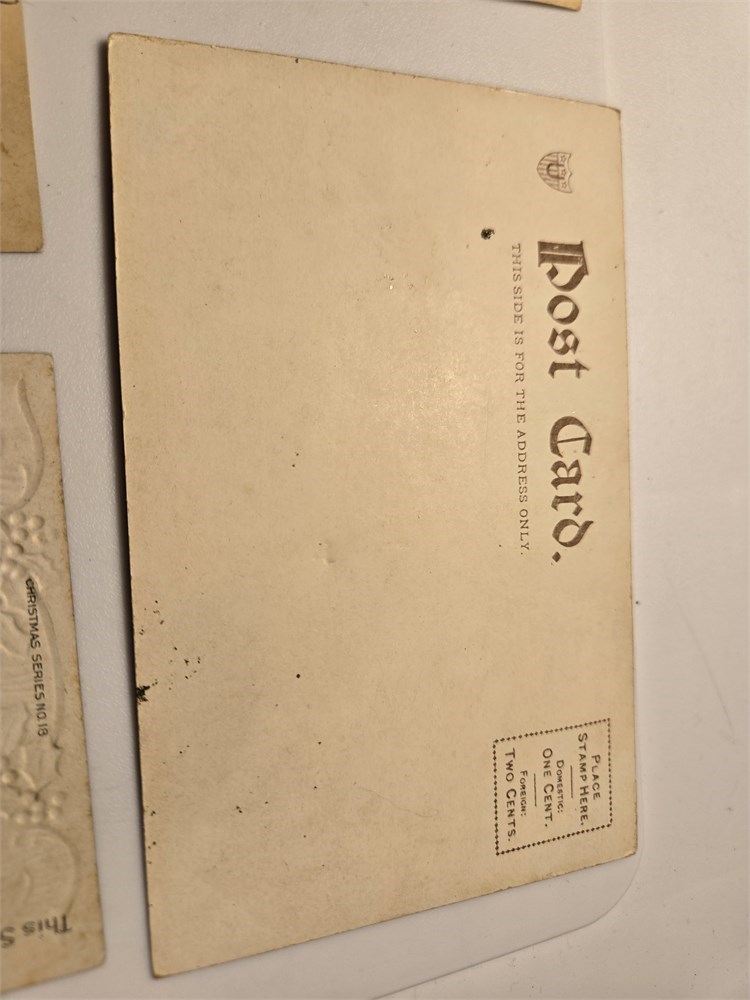 Post Card.
THIS SIDE IS FOR THE ADDRESS ONLY.
PLACE
STAMP HERE.
DOMESTIC:
ONE CENT.
FOREIGN:
TWO CENTS.
CHRISTMAS SERIES NO. 18
This S